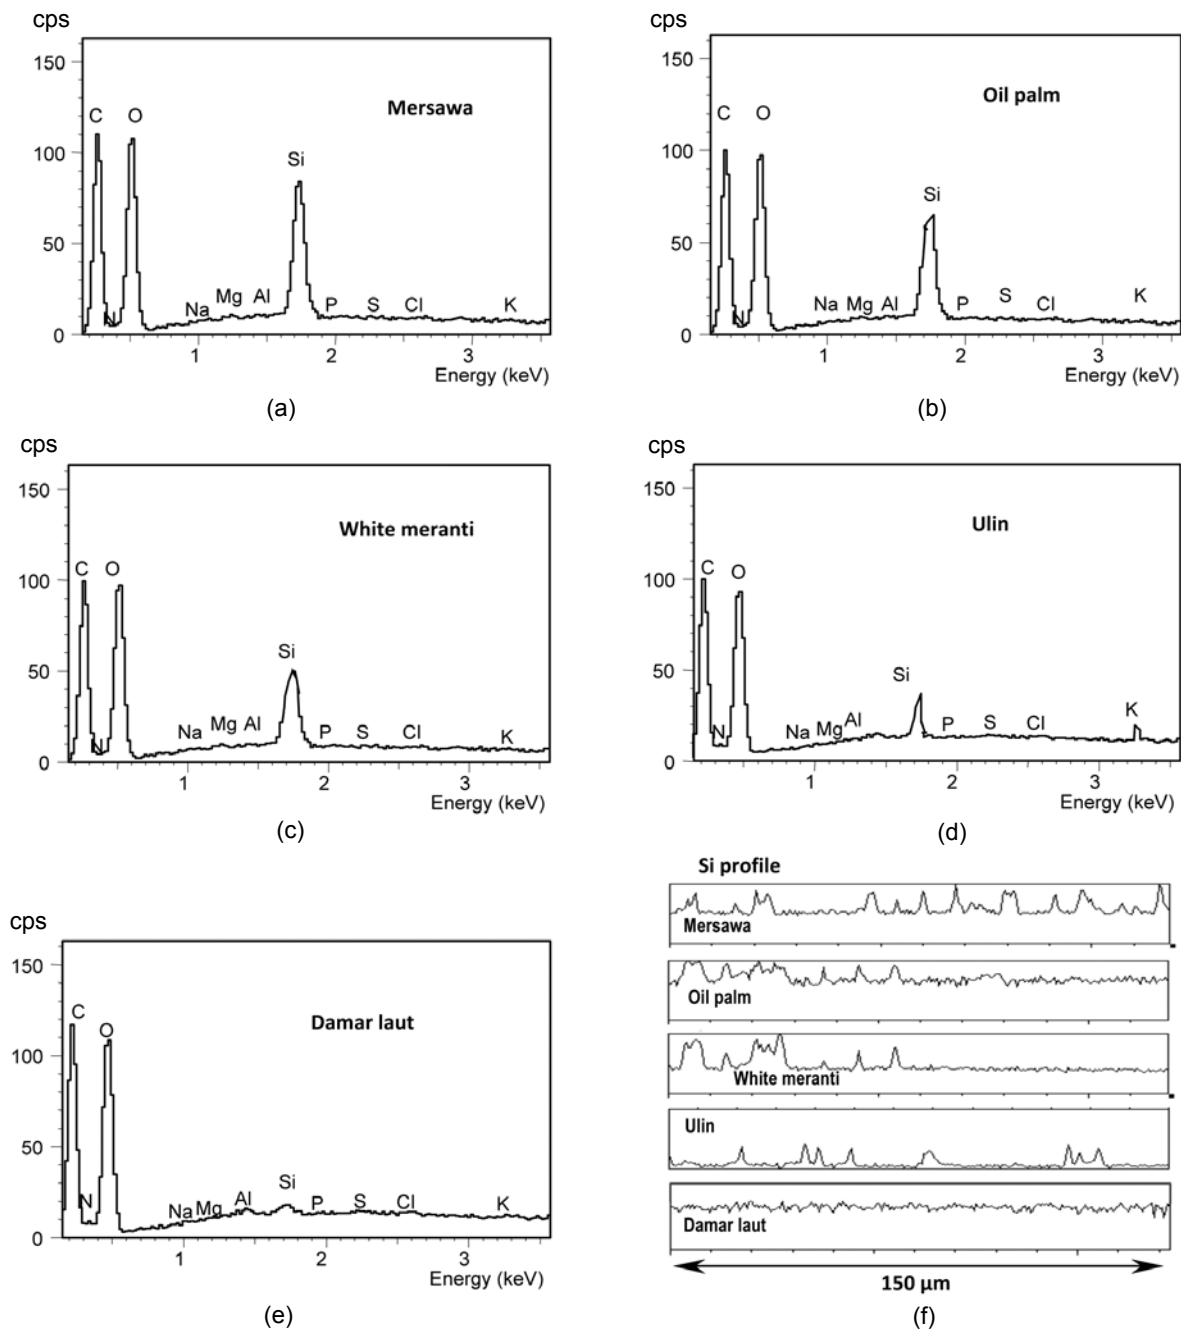 cps
150
Mersawa
C
O
100
Si
50
N
Na
Mg
Al
P
S
Cl
K
0
1
2
3
Energy (keV)
(a)
cps
150
Oil palm
C
O
100
Si
50
N
Na
Mg
Al
P
S
Cl
K
0
1
2
3
Energy (keV)
(b)
cps
150
White meranti
C
O
100
Si
50
N
Na
Mg
Al
P
S
Cl
K
0
1
2
3
Energy (keV)
(c)
cps
150
Ulin
C
O
100
Si
50
N
Na
Mg
Al
P
S
Cl
K
0
1
2
3
Energy (keV)
(d)
cps
150
Damar laut
C
O
100
50
Si
N
Na
Mg
Al
P
S
Cl
K
0
1
2
3
Energy (keV)
(e)
Si profile
Mersawa
Oil palm
White meranti
Ulin
Damar laut
150 µm
(f)